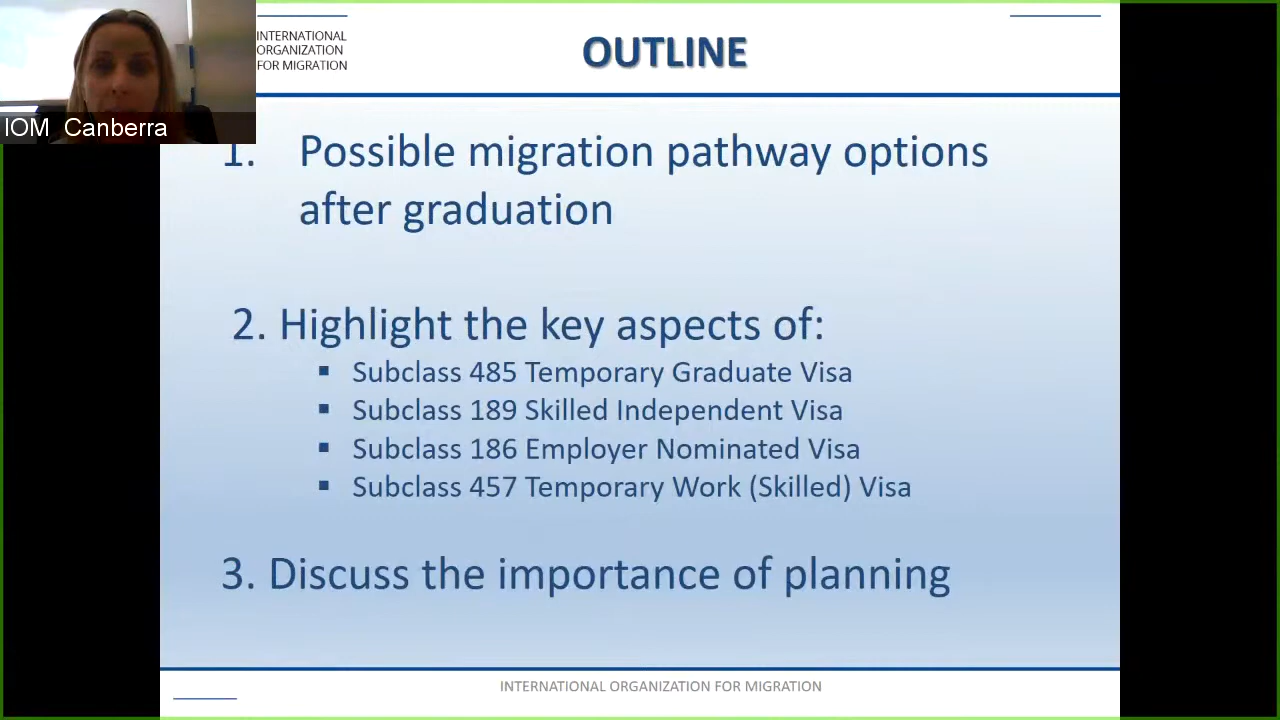 INTERNATIONAL
ORGANIZATION
FOR MIGRATION
OUTLINE
IOM Canberra
1. Possible migration pathway options
after graduation
2. Highlight the key aspects of:
▪ Subclass 485 Temporary Graduate Visa
▪ Subclass 189 Skilled Independent Visa
▪ Subclass 186 Employer Nominated Visa
▪ Subclass 457 Temporary Work (Skilled) Visa
3. Discuss the importance of planning
INTERNATIONAL ORGANIZATION FOR MIGRATION